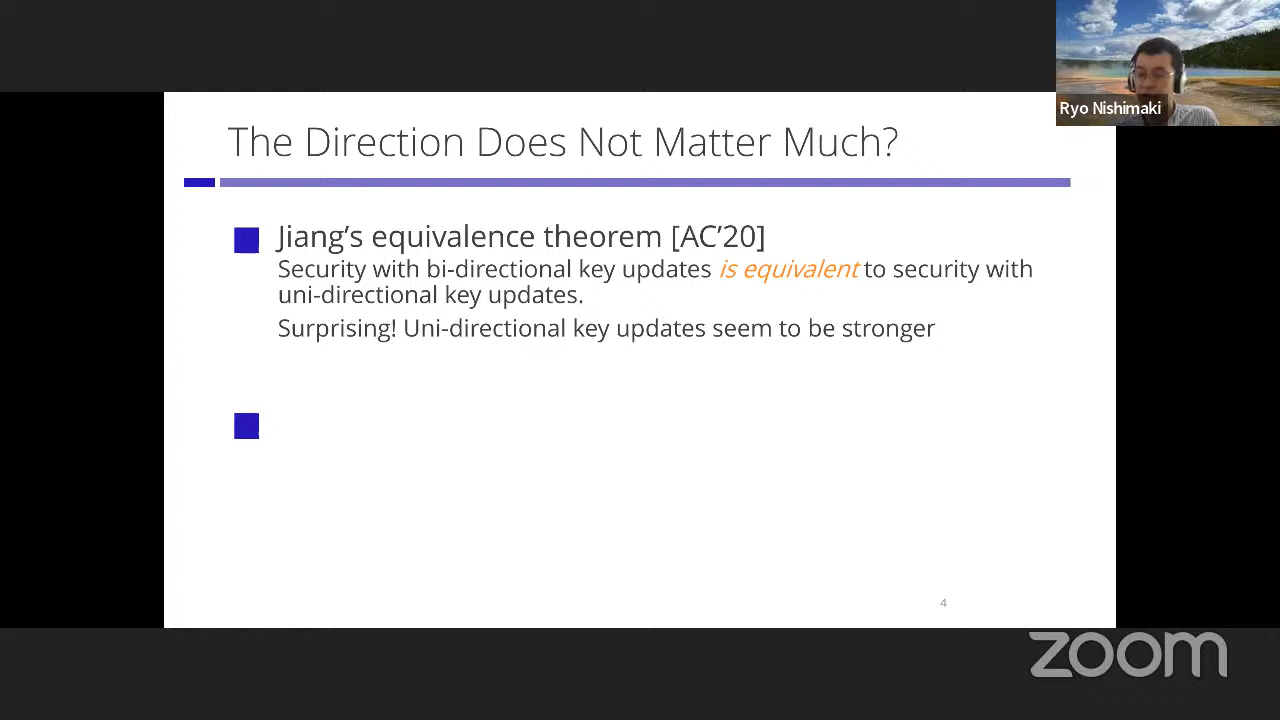 Ryo Nishimaki
The Direction Does Not Matter Much?
Jiang's equivalence theorem [AC'20]
Security with bi-directional key updates is equivalent to security with
uni-directional key updates.
Surprising! Uni-directional key updates seem to be stronger
4
zoom